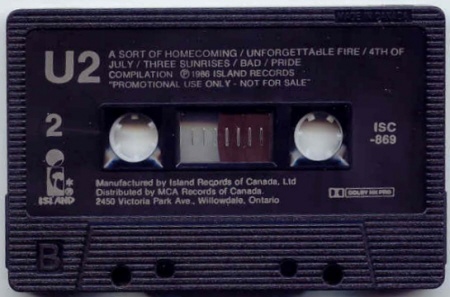 MADE IN CANADA
U2
A SORT OF HOMECOMING / UNFORGETTABLE FIRE / 4TH OF
JULY / THREE SUNRISES / BAD / PRIDE
COMPILATION Ⓟ1986 ISLAND RECORDS
"PROMOTIONAL USE ONLY - NOT FOR SALE"
2
ISC
-869
ISLAND
Manufactured by Island Records of Canada, Ltd
Distributed by MCA Records of Canada.
2450 Victoria Park Ave., Willowdale, Ontario
DOLBY HX PRO
B